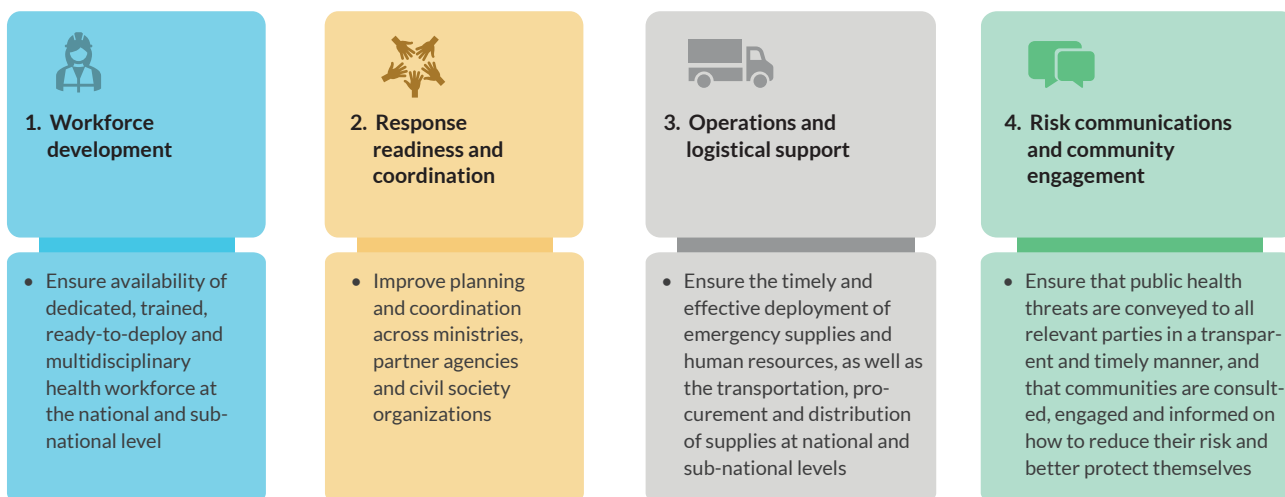 1. Workforce
development
• Ensure availability of
dedicated, trained,
ready-to-deploy and
multidisciplinary
health workforce at
the national and sub-
national level
2. Response
readiness and
coordination
• Improve planning
and coordination
across ministries,
partner agencies
and civil society
organizations
3. Operations and
logistical support
• Ensure the timely and
effective deployment of
emergency supplies and
human resources, as well as
the transportation, pro-
curement and distribution
of supplies at national and
sub-national levels
4. Risk communications
and community
engagement
• Ensure that public health
threats are conveyed to all
relevant parties in a transpar-
ent and timely manner, and
that communities are consult-
ed, engaged and informed on
how to reduce their risk and
better protect themselves